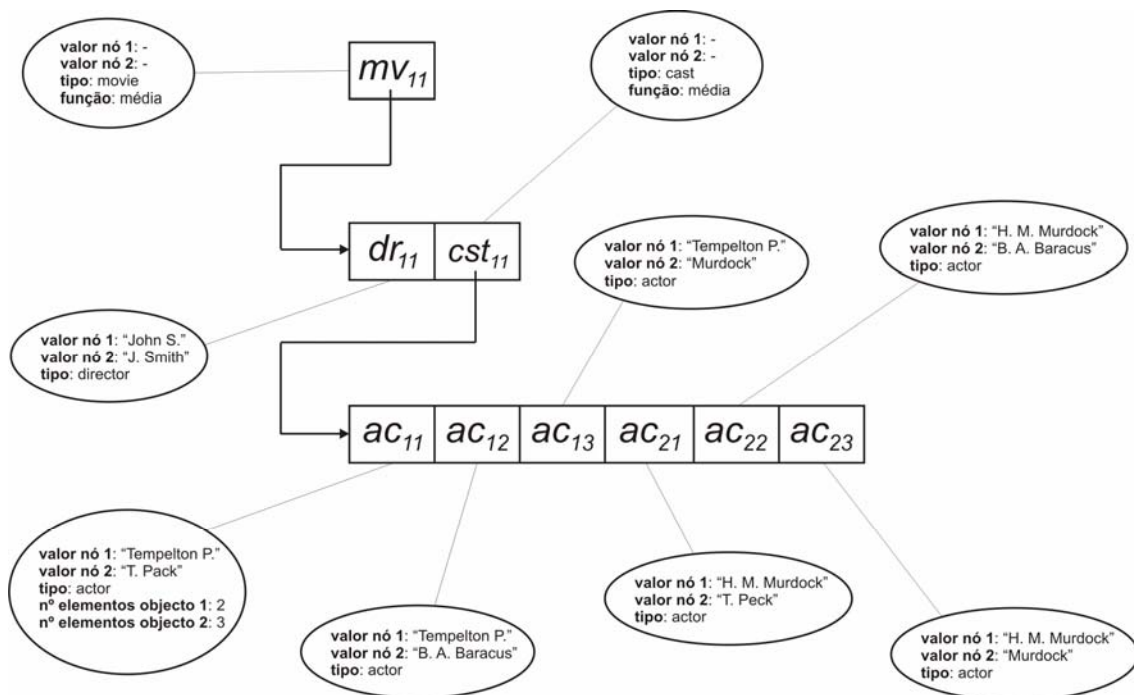 valor nó 1: -
valor nó 2: -
tipo: movie
função: média
mv11
valor nó 1: -
valor nó 2: -
tipo: cast
função: média
dr11
cst11
valor nó 1: “Tempelton P.”
valor nó 2: “Murdock”
tipo: actor
valor nó 1: “H. M. Murdock”
valor nó 2: “B. A. Baracus”
tipo: actor
valor nó 1: “John S.”
valor nó 2: “J. Smith”
tipo: director
ac11
ac12
ac13
ac21
ac22
ac23
valor nó 1: “Tempelton P.”
valor nó 2: “T. Pack”
tipo: actor
nº elementos objecto 1: 2
nº elementos objecto 2: 3
valor nó 1: “Tempelton P.”
valor nó 2: “B. A. Baracus”
tipo: actor
valor nó 1: “H. M. Murdock”
valor nó 2: “T. Peck”
tipo: actor
valor nó 1: “H. M. Murdock”
valor nó 2: “Murdock”
tipo: actor